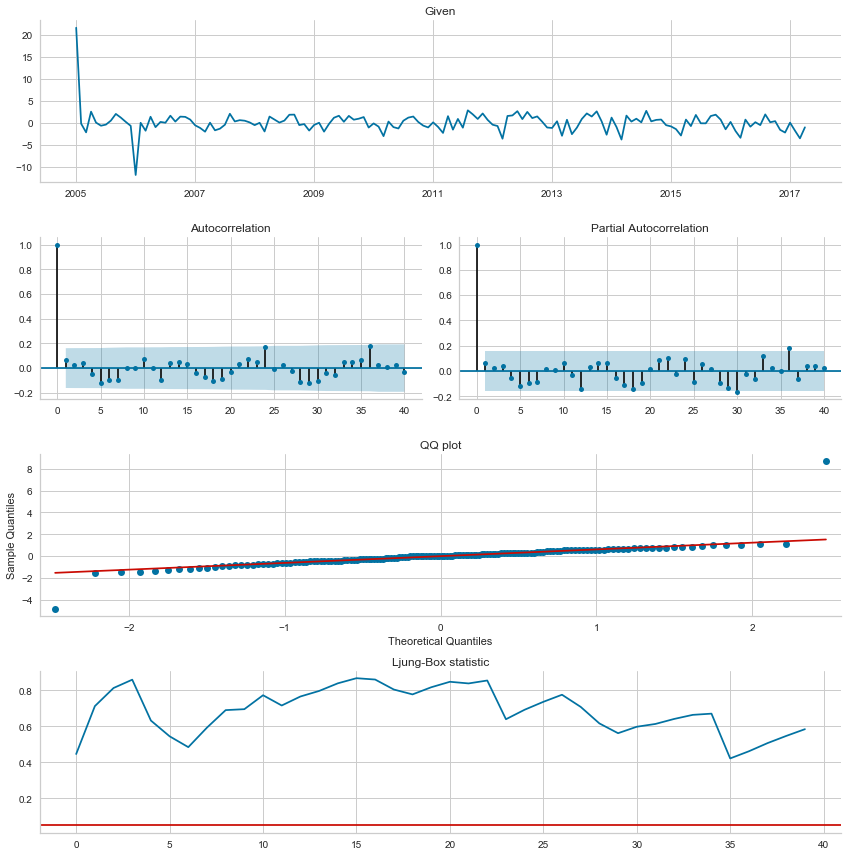 Given
20
15
10
5
0
−5
−10
2005 2007 2009 2011 2013 2015 2017
Autocorrelation
1.0
0.8
0.6
0.4
0.2
0.0
−0.2
0 5 10 15 20 25 30 35 40
Partial Autocorrelation
1.0
0.8
0.6
0.4
0.2
0.0
−0.2
0 5 10 15 20 25 30 35 40
QQ plot
Sample Quantiles
8
6
4
2
0
−2
−4
−2 −1 0 1 2
Theoretical Quantiles
Ljung-Box statistic
0.8
0.6
0.4
0.2
0 5 10 15 20 25 30 35 40